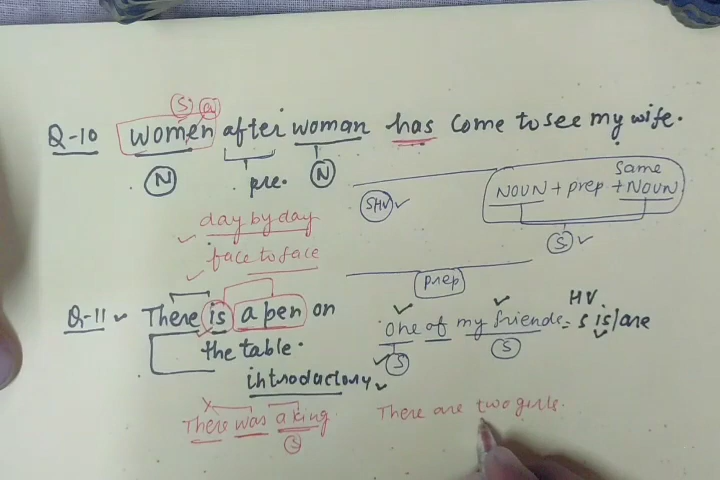 (S) (a)
Q-10 women after woman has come to see my wife.
(N) pre. (N)
NOUN + prep + same NOUN
(SHV) ✓
(S) ✓
✓ day by day
✓ face to face
prep
Q-11 ✓ There is a pen on
the table.
one of my friends = HV
(S) (S) is/are
introductory ✓
There was a king.
(S)
There are two girls.